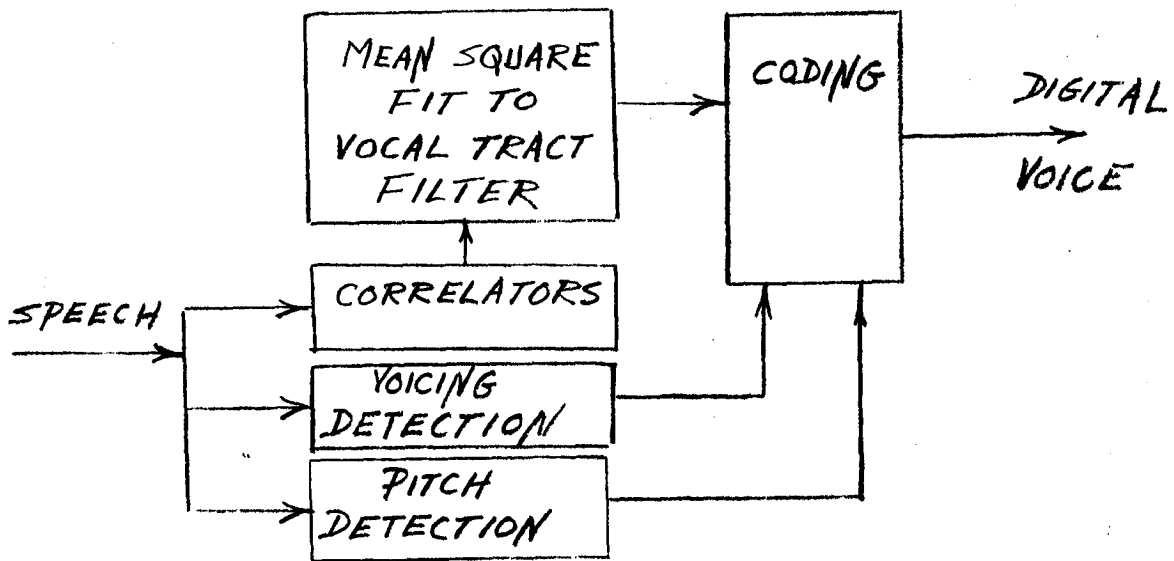 MEAN SQUARE
FIT TO
VOCAL TRACT
FILTER
CODING
DIGITAL
VOICE
SPEECH
CORRELATORS
VOICING
DETECTION
PITCH
DETECTION